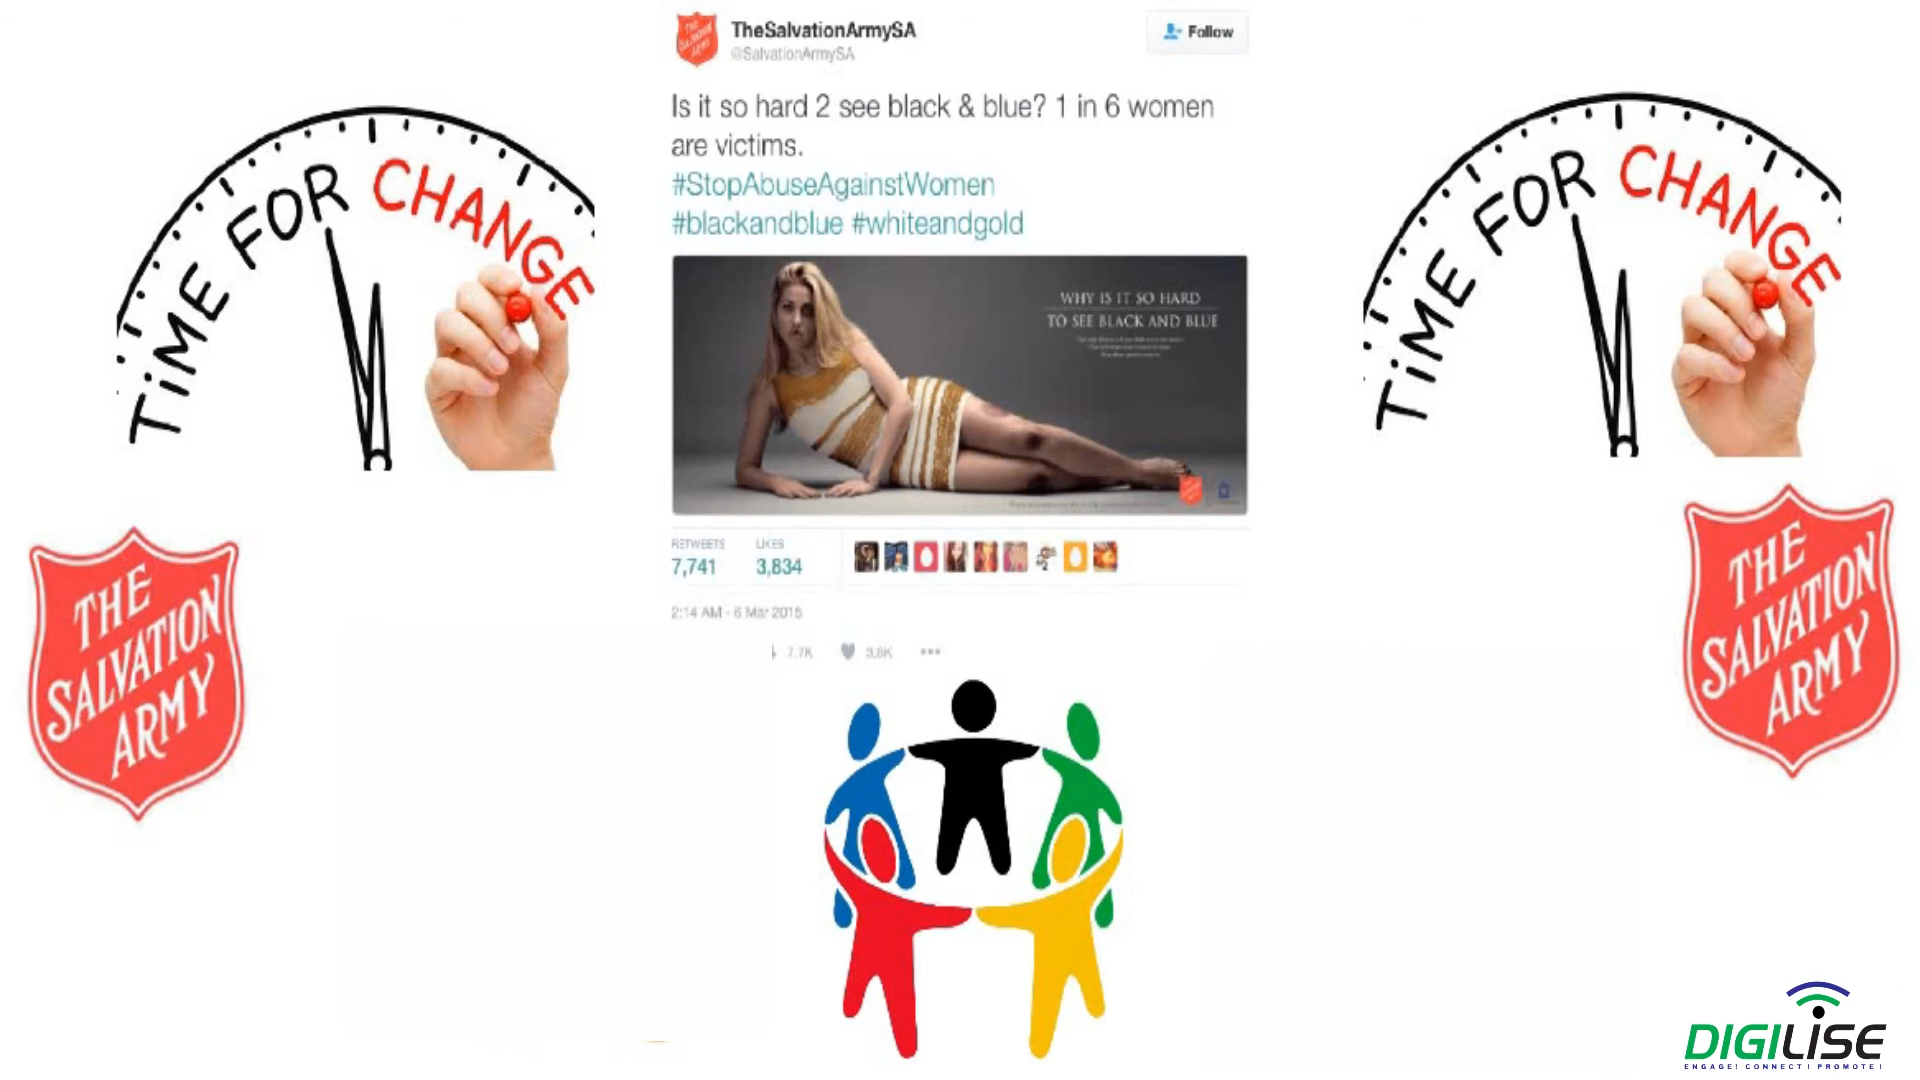 TheSalvationArmySA
@SalvationArmySA
Follow
Is it so hard 2 see black & blue? 1 in 6 women
are victims.
#StopAbuseAgainstWomen
#blackandblue #whiteandgold
WHY IS IT SO HARD
TO SEE BLACK AND BLUE
RETWEETS
LIKES
7,741
3,834
2:14 AM - 6 Mar 2015
7.7K
3.8K
TiME FOR CHANGE
TiME FOR CHANGE
THE
SALVATION
ARMY
THE
SALVATION
ARMY
THE
SALVATION
ARMY
DIGILISE
ENGAGE! CONNECT! PROMOTE!